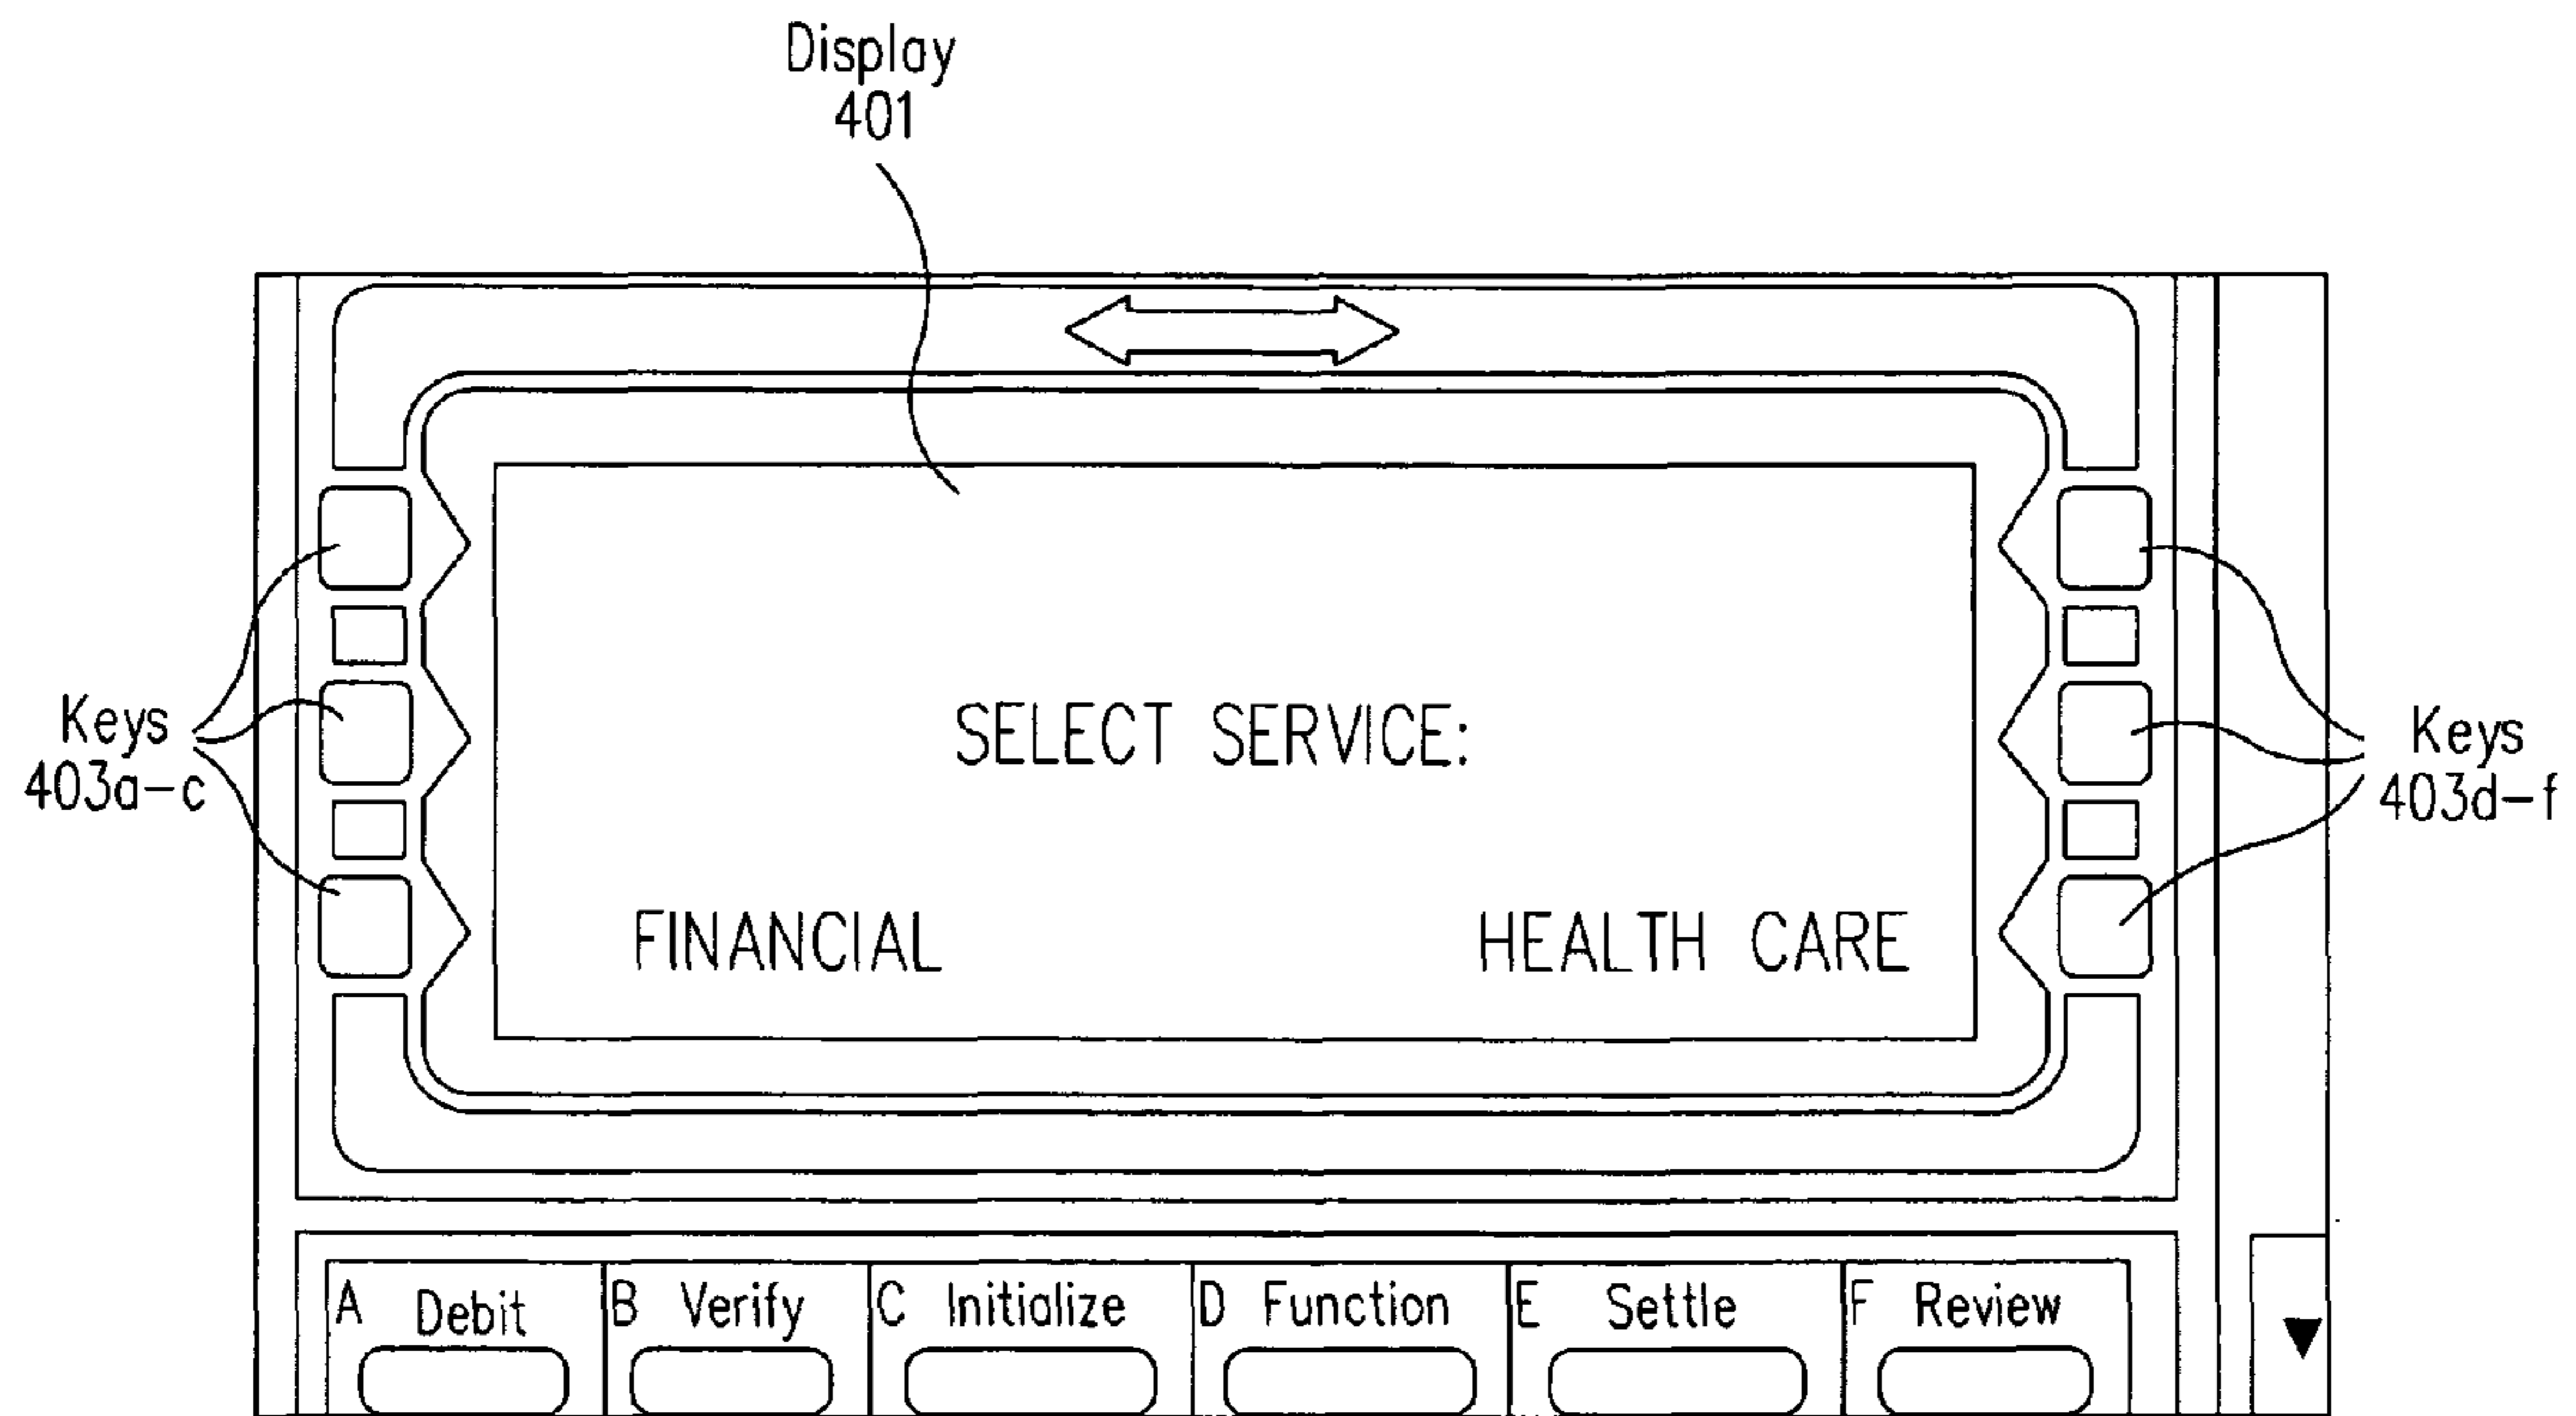 Display
401
Keys
403a-c
Keys
403d-f
SELECT SERVICE:
FINANCIAL HEALTH CARE
A Debit B Verify C Initialize D Function E Settle F Review